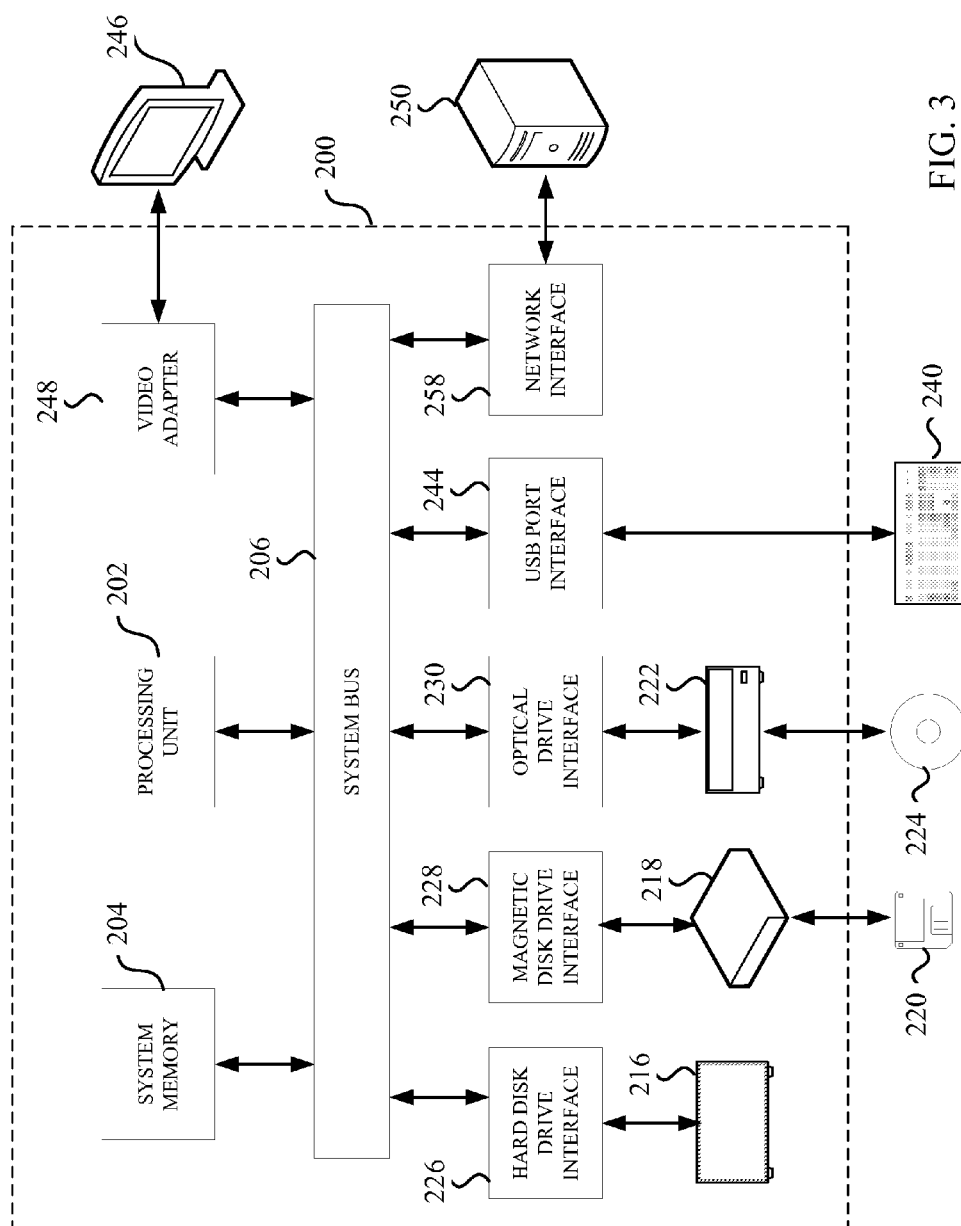 204
202
248
246
SYSTEM
MEMORY
PROCESSING
UNIT
VIDEO
ADAPTER
206
200
SYSTEM BUS
226
228
230
244
258
250
HARD DISK
DRIVE
INTERFACE
MAGNETIC
DISK DRIVE
INTERFACE
OPTICAL
DRIVE
INTERFACE
USB PORT
INTERFACE
NETWORK
INTERFACE
216
218
222
220
224
240
FIG. 3